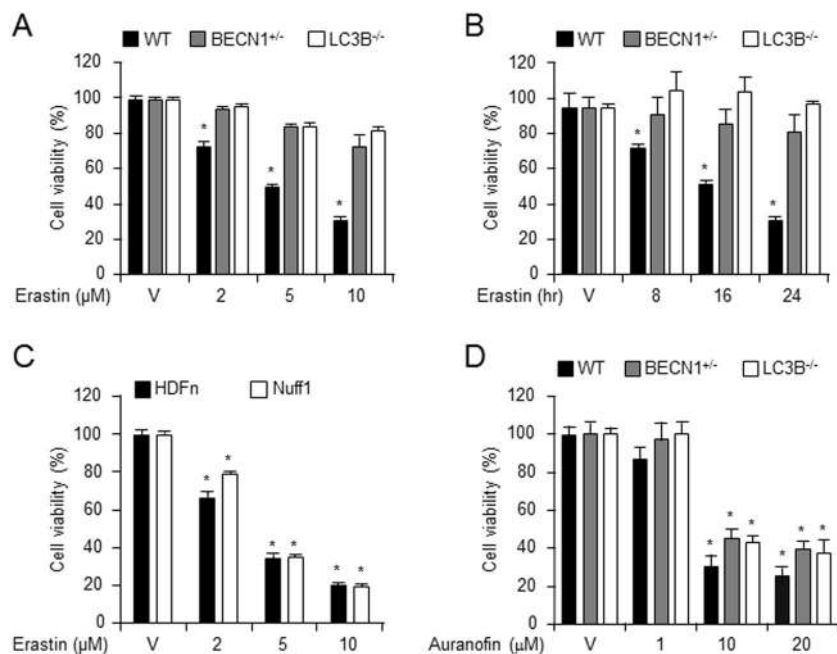 A
WT BECN1+/- LC3B-/-
120
100
80
60
40
20
0
Cell viability (%)
* * *
Erastin (µM) V 2 5 10
B
WT BECN1+/- LC3B-/-
120
100
80
60
40
20
0
Cell viability (%)
* * *
Erastin (hr) V 8 16 24
C
HDFn Nuff1
120
100
80
60
40
20
0
Cell viability (%)
* * * * * *
Erastin (µM) V 2 5 10
D
WT BECN1+/- LC3B-/-
120
100
80
60
40
20
0
Cell viability (%)
* * * * * *
Auranofin (µM) V 1 10 20